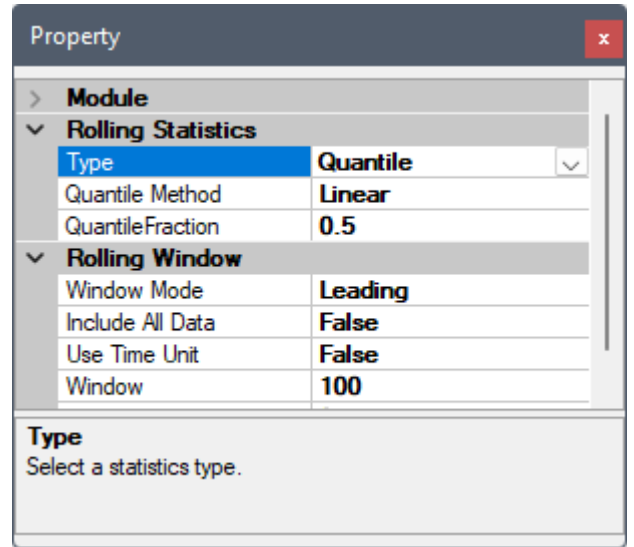 Property
x
Module
Rolling Statistics
Type Quantile
Quantile Method Linear
QuantileFraction 0.5
Rolling Window
Window Mode Leading
Include All Data False
Use Time Unit False
Window 100
Type
Select a statistics type.